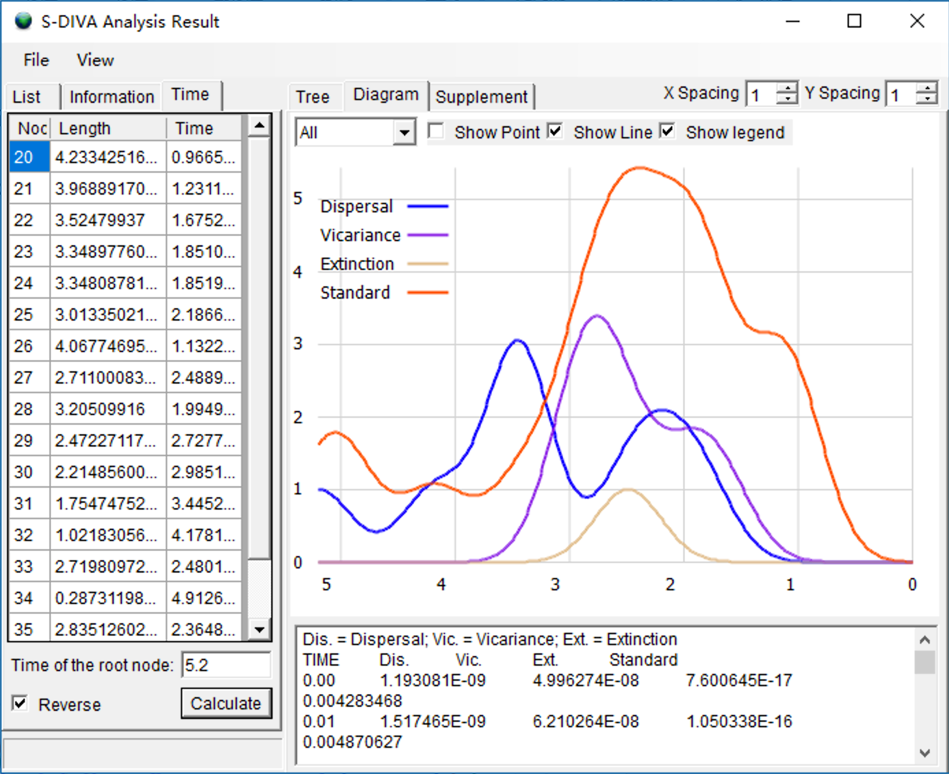 S-DIVA Analysis Result
File View
List Information Time
Noc Length Time
20 4.23342516... 0.9665...
21 3.96889170... 1.2311...
22 3.52479937 1.6752...
23 3.34897760... 1.8510...
24 3.34808781... 1.8519...
25 3.01335021... 2.1866...
26 4.06774695... 1.1322...
27 2.71100083... 2.4889...
28 3.20509916 1.9949...
29 2.47227117... 2.7277...
30 2.21485600... 2.9851...
31 1.75474752... 3.4452...
32 1.02183056... 4.1781...
33 2.71980972... 2.4801...
34 0.28731198... 4.9126...
35 2.83512602... 2.3648...
Time of the root node: 5.2
Reverse Calculate
Tree Diagram Supplement X Spacing 1 Y Spacing 1
All Show Point Show Line Show legend
5
4
3
2
1
0
Dispersal
Vicariance
Extinction
Standard
5 4 3 2 1 0
Dis. = Dispersal; Vic. = Vicariance; Ext. = Extinction
TIME Dis. Vic. Ext. Standard
0.00 1.193081E-09 4.996274E-08 7.600645E-17
0.004283468
0.01 1.517465E-09 6.210264E-08 1.050338E-16
0.004870627